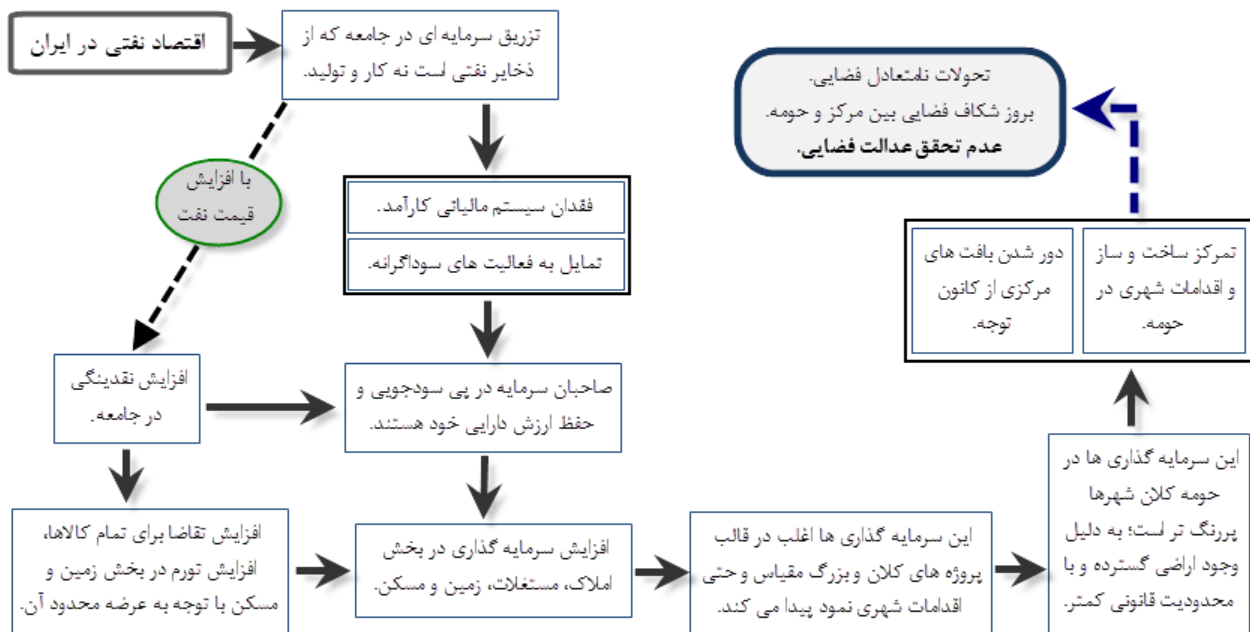 اقتصاد نفتی در ایران
تزریق سرمایه ای در جامعه که از
ذخایر نفتی است نه کار و تولید.
با افزایش
قیمت نفت
فقدان سیستم مالیاتی کارآمد.
تمایل به فعالیت های سوداگرانه.
افزایش نقدینگی
در جامعه.
صاحبان سرمایه در پی سودجویی و
حفظ ارزش دارایی خود هستند.
افزایش تقاضا برای تمام کالاها،
افزایش تورم در بخش زمین و
مسکن با توجه به عرضه محدود آن.
افزایش سرمایه گذاری در بخش
املاک، مستغلات، زمین و مسکن.
این سرمایه گذاری ها اغلب در قالب
پروژه های کلان و بزرگ مقیاس و حتی
اقدامات شهری نمود پیدا می کند.
این سرمایه گذاری ها در
حومه کلان شهرها
پررنگ تر است؛ به دلیل
وجود اراضی گسترده و با
محدودیت قانونی کمتر.
تمرکز ساخت و ساز
و اقدامات شهری در
حومه.
دور شدن بافت های
مرکزی از کانون
توجه.
تحولات نامتعادل فضایی.
بروز شکاف فضایی بین مرکز و حومه.
عدم تحقق عدالت فضایی.